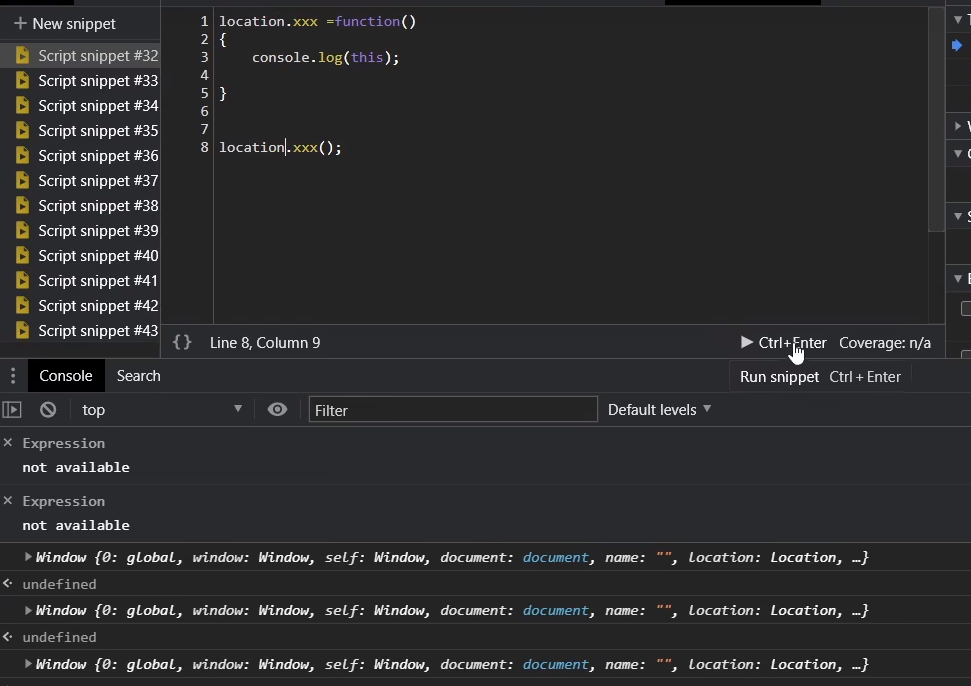 + New snippet
Script snippet #32
Script snippet #33
Script snippet #34
Script snippet #35
Script snippet #36
Script snippet #37
Script snippet #38
Script snippet #39
Script snippet #40
Script snippet #41
Script snippet #42
Script snippet #43
1 location.xxx =function()
2 {
3 console.log(this);
4
5 }
6
7
8 location.xxx();
{} Line 8, Column 9
Ctrl+Enter Coverage: n/a
Run snippet Ctrl + Enter
Console Search
top Filter Default levels
× Expression
not available
× Expression
not available
Window {0: global, window: Window, self: Window, document: document, name: "", location: Location, …}
undefined
Window {0: global, window: Window, self: Window, document: document, name: "", location: Location, …}
undefined
Window {0: global, window: Window, self: Window, document: document, name: "", location: Location, …}